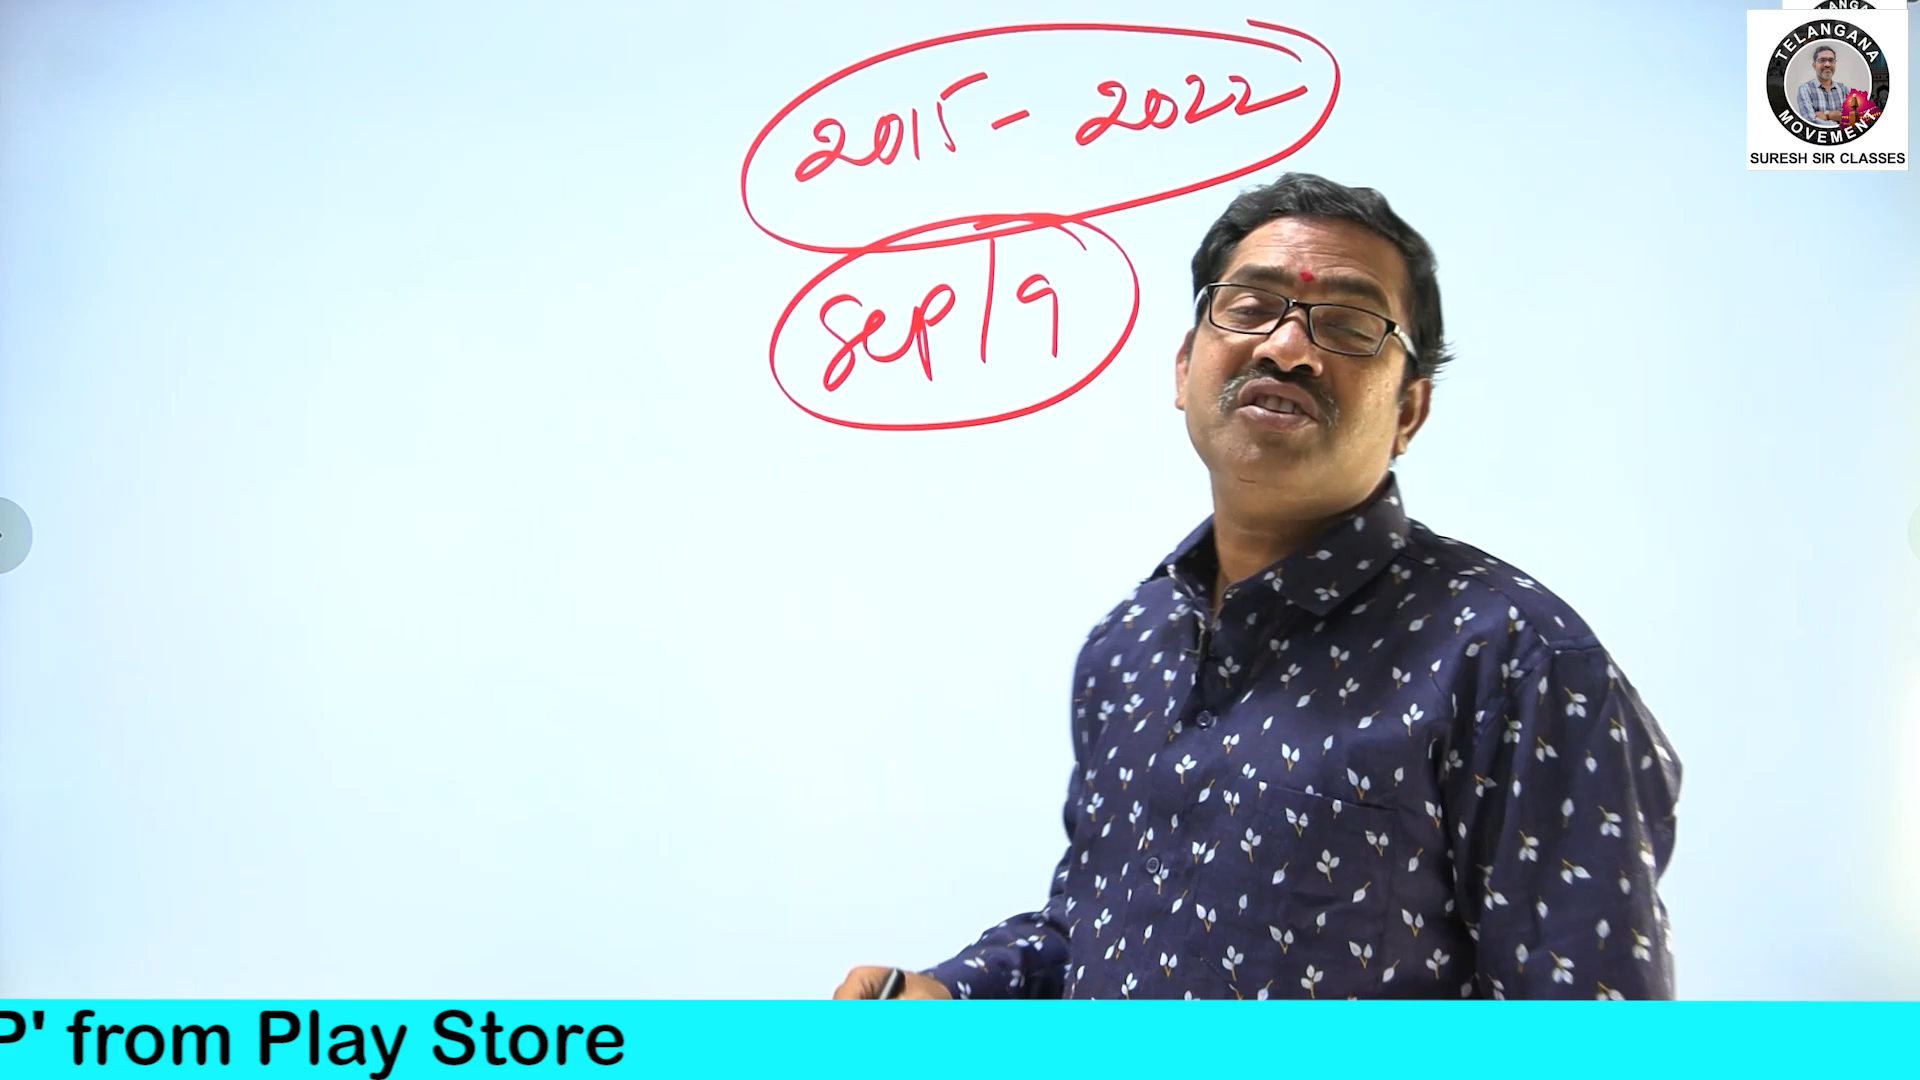 2015 - 2022
Sep/9
TELANGANA
MOVEMENT
SURESH SIR CLASSES
P' from Play Store